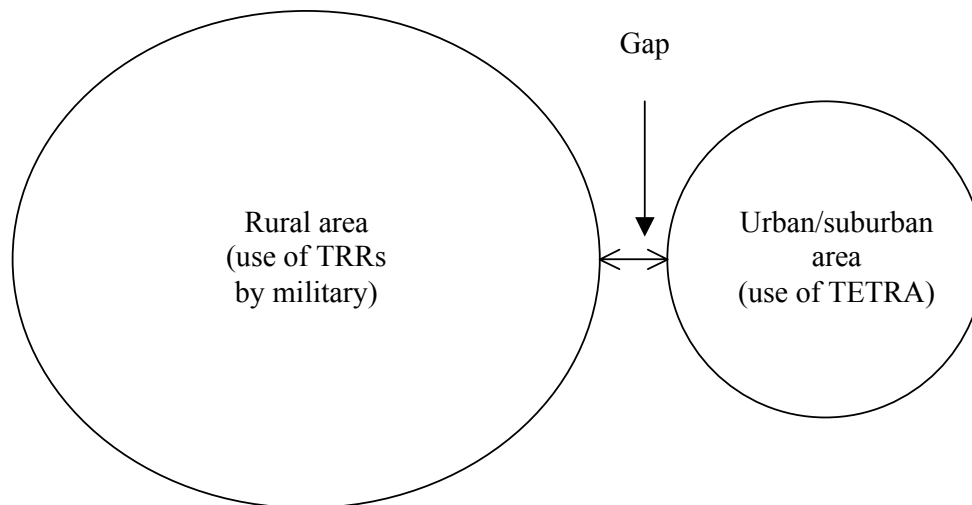 Gap
Rural area
(use of TRRs
by military)
Urban/suburban
area
(use of TETRA)